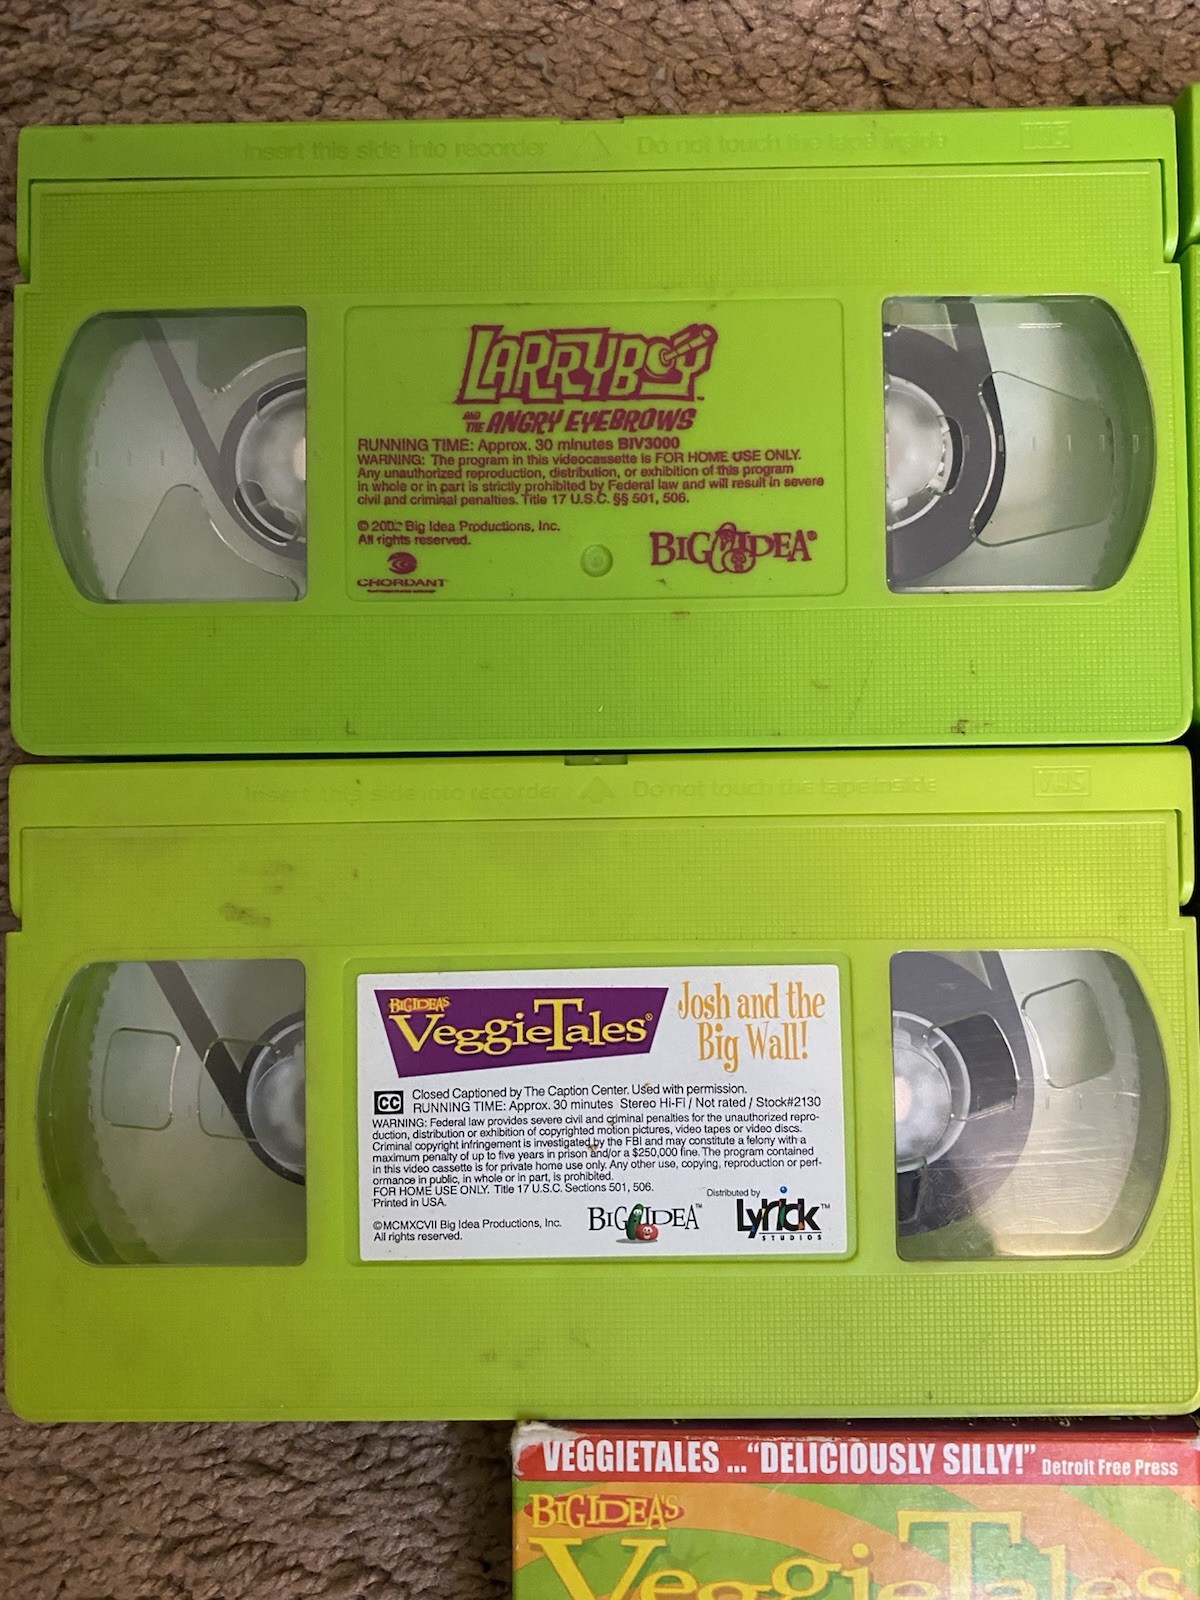 Insert this side into recorder Do not touch the tape inside VHS
LARRYBOY™
AND THE ANGRY EYEBROWS
RUNNING TIME: Approx. 30 minutes BIV3000
WARNING: The program in this videocassette is FOR HOME USE ONLY.
Any unauthorized reproduction, distribution, or exhibition of this program
in whole or in part is strictly prohibited by Federal law and will result in severe
civil and criminal penalties. Title 17 U.S.C. §§ 501, 506.
© 2002 Big Idea Productions, Inc.
All rights reserved.
BIG IDEA®
CHORDANT
Insert this side into recorder Do not touch the tape inside VHS
BIG IDEA'S
VeggieTales®
Josh and the
Big Wall!
CC Closed Captioned by The Caption Center. Used with permission.
RUNNING TIME: Approx. 30 minutes Stereo Hi-Fi / Not rated / Stock#2130
WARNING: Federal law provides severe civil and criminal penalties for the unauthorized repro-
duction, distribution or exhibition of copyrighted motion pictures, video tapes or video discs.
Criminal copyright infringement is investigated by the FBI and may constitute a felony with a
maximum penalty of up to five years in prison and/or a $250,000 fine. The program contained
in this video cassette is for private home use only. Any other use, copying, reproduction or perf-
ormance in public, in whole or in part, is prohibited.
FOR HOME USE ONLY. Title 17 U.S.C. Sections 501, 506.
Printed in USA.
©MCMXCVII Big Idea Productions, Inc.
All rights reserved.
BIG IDEA™
Distributed by
Lyrick™
STUDIOS
VEGGIETALES ..."DELICIOUSLY SILLY!" Detroit Free Press
BIG IDEA'S
VeggieTales